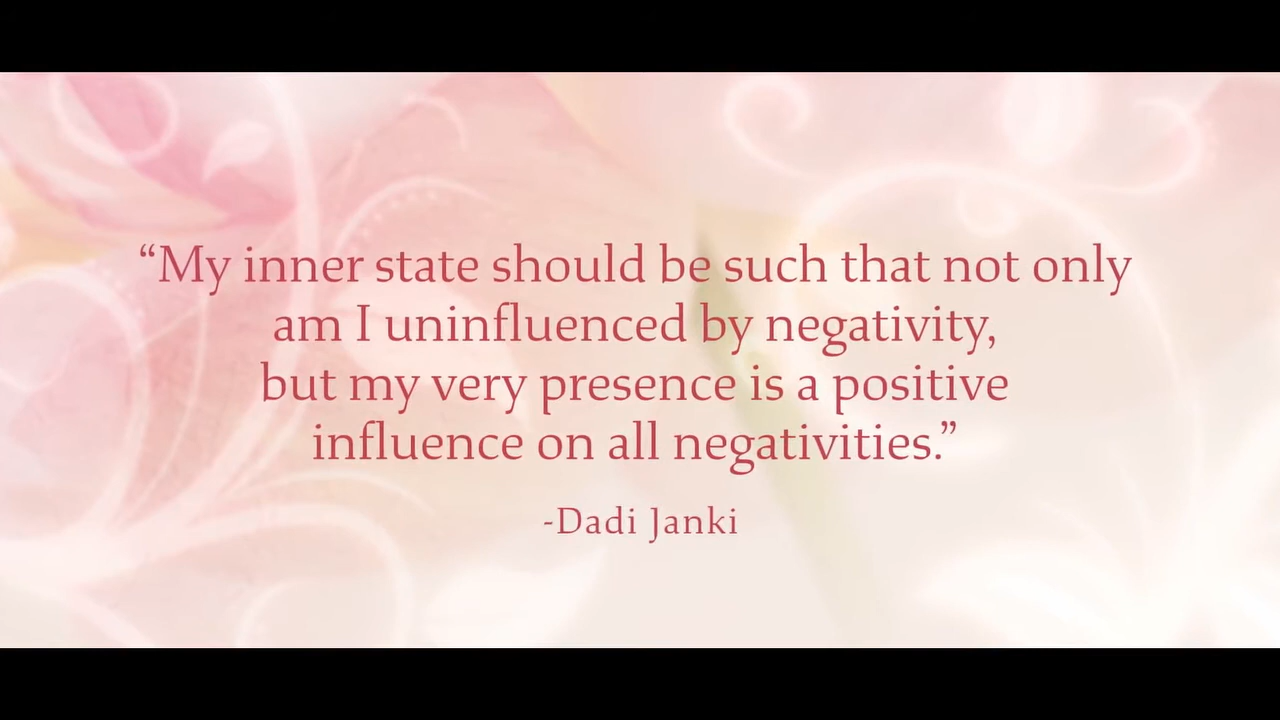 “My inner state should be such that not only
am I uninfluenced by negativity,
but my very presence is a positive
influence on all negativities.”
-Dadi Janki